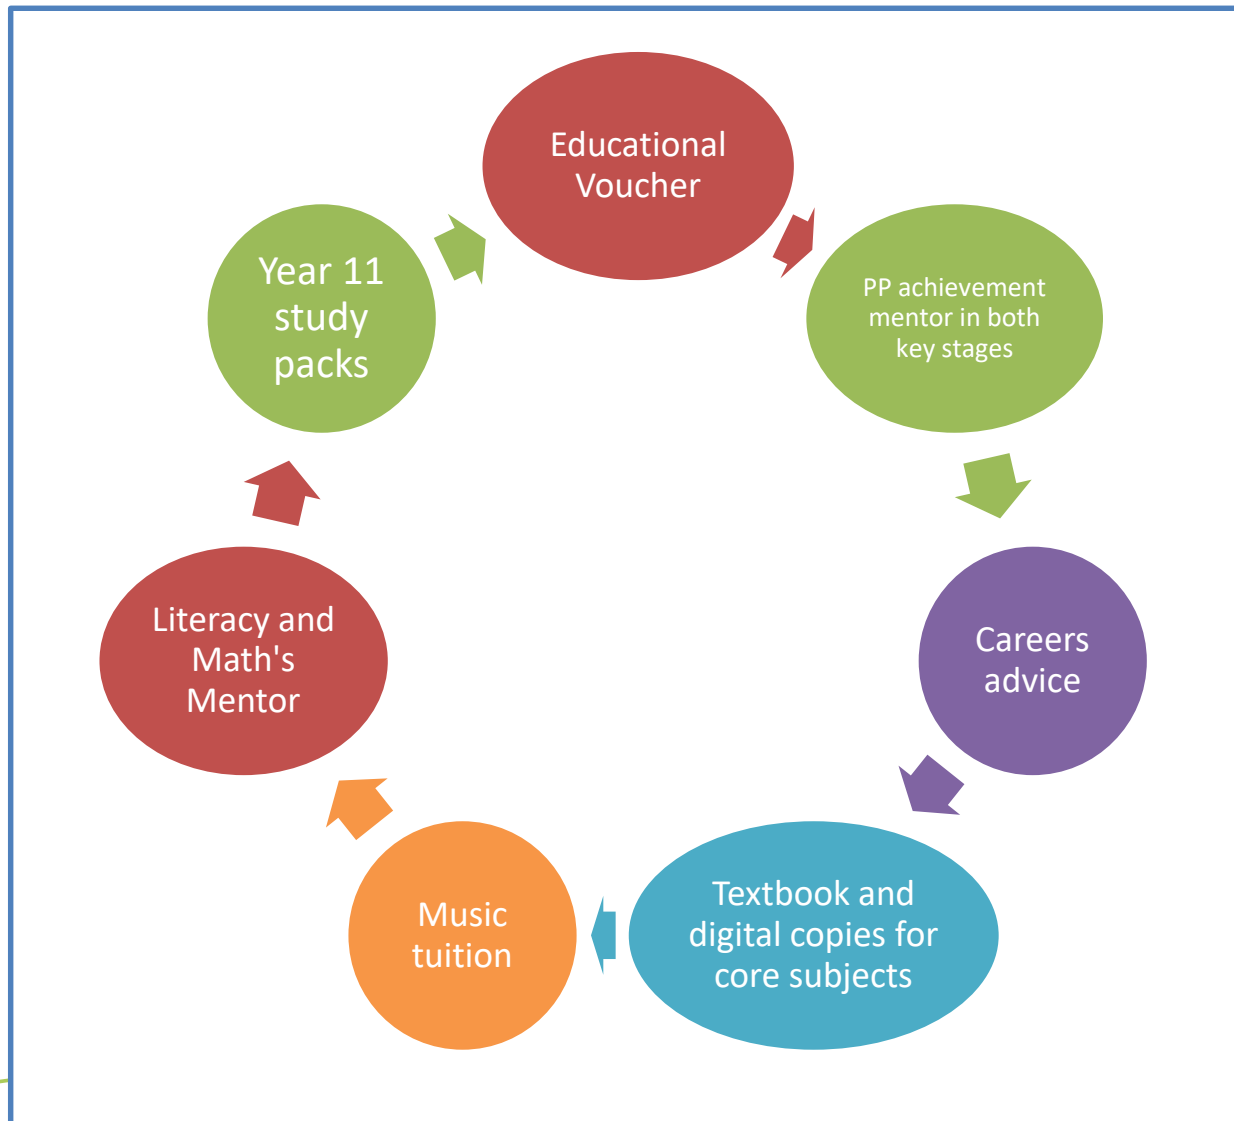 Educational
Voucher
PP achievement
mentor in both
key stages
Careers
advice
Textbook and
digital copies for
core subjects
Music
tuition
Literacy and
Math's
Mentor
Year 11
study
packs